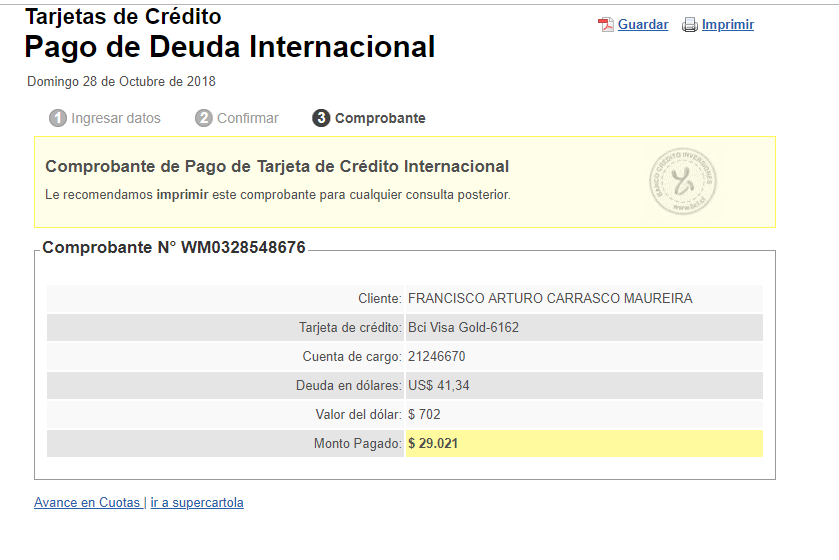 Tarjetas de Crédito
Guardar Imprimir
Pago de Deuda Internacional
Domingo 28 de Octubre de 2018
1 Ingresar datos 2 Confirmar 3 Comprobante
Comprobante de Pago de Tarjeta de Crédito Internacional
Le recomendamos imprimir este comprobante para cualquier consulta posterior.
BANCO CREDITO INVERSIONES
www.bci.cl
Comprobante N° WM0328548676
Cliente: FRANCISCO ARTURO CARRASCO MAUREIRA
Tarjeta de crédito: Bci Visa Gold-6162
Cuenta de cargo: 21246670
Deuda en dólares: US$ 41,34
Valor del dólar: $ 702
Monto Pagado: $ 29.021
Avance en Cuotas | ir a supercartola